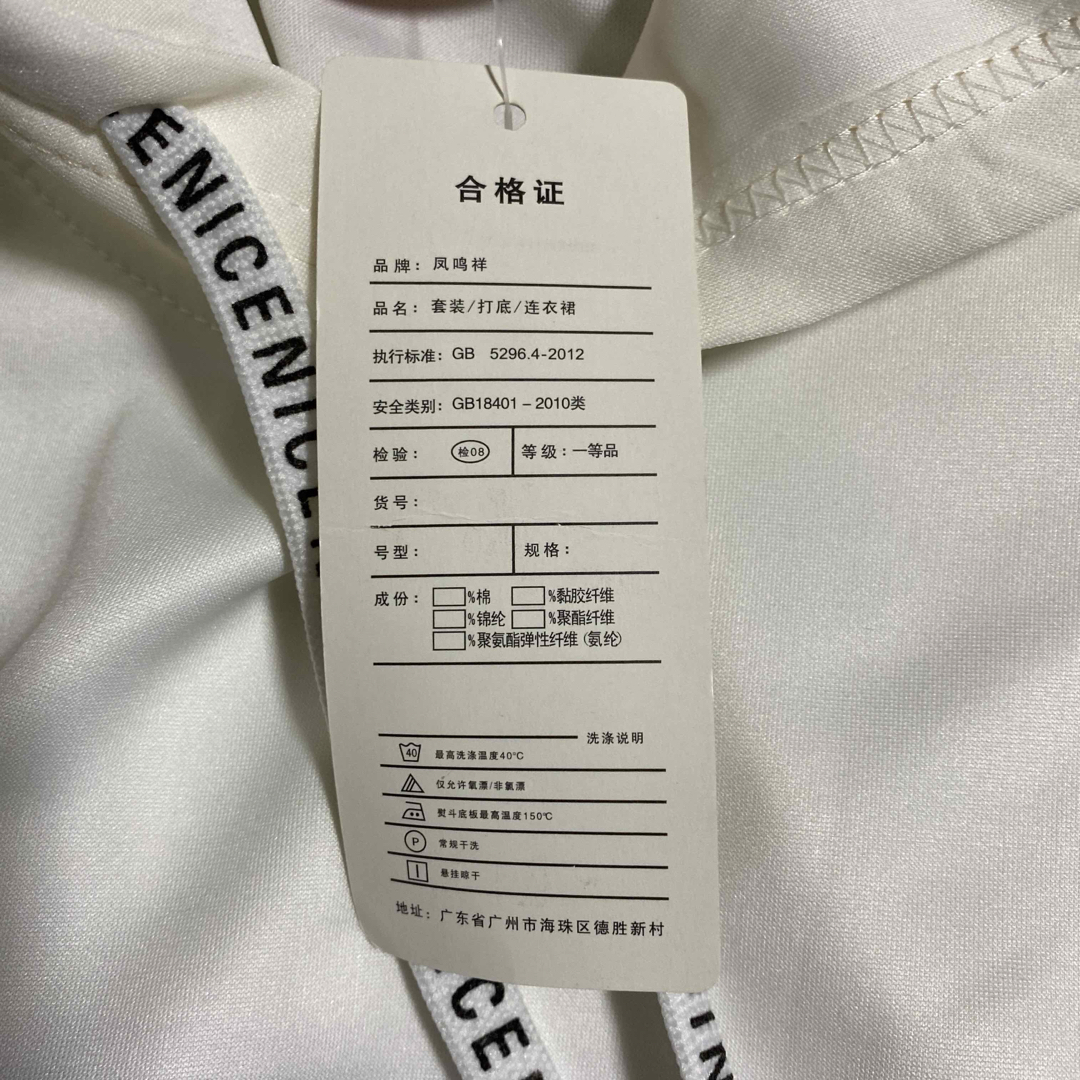 合格证
品牌：凤鸣祥
品名：套装/打底/连衣裙
执行标准：GB 5296.4-2012
安全类别：GB18401-2010类
检验： 检08 等级：一等品
货号：
号型： 规格：
成份： %棉 %黏胶纤维
%锦纶 %聚酯纤维
%聚氨酯弹性纤维（氨纶）
洗涤说明
40 最高洗涤温度40℃
仅允许氧漂/非氯漂
熨斗底板最高温度150℃
P 常规干洗
悬挂晾干
地址：广东省广州市海珠区德胜新村
ENICENICE
CE
IN